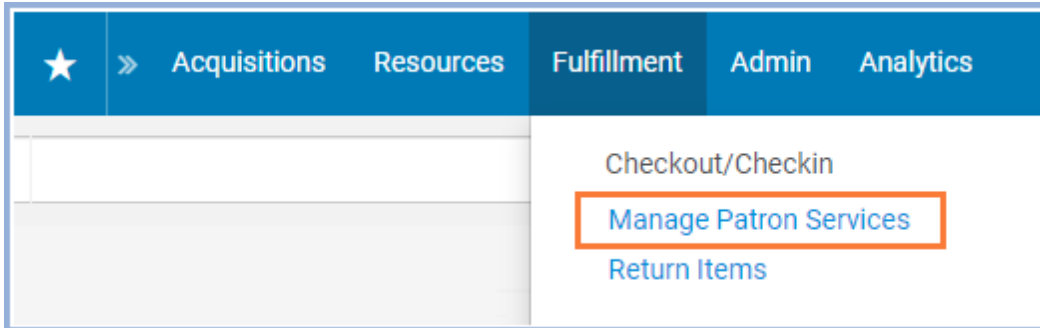 Acquisitions Resources Fulfillment Admin Analytics
Checkout/Checkin
Manage Patron Services
Return Items